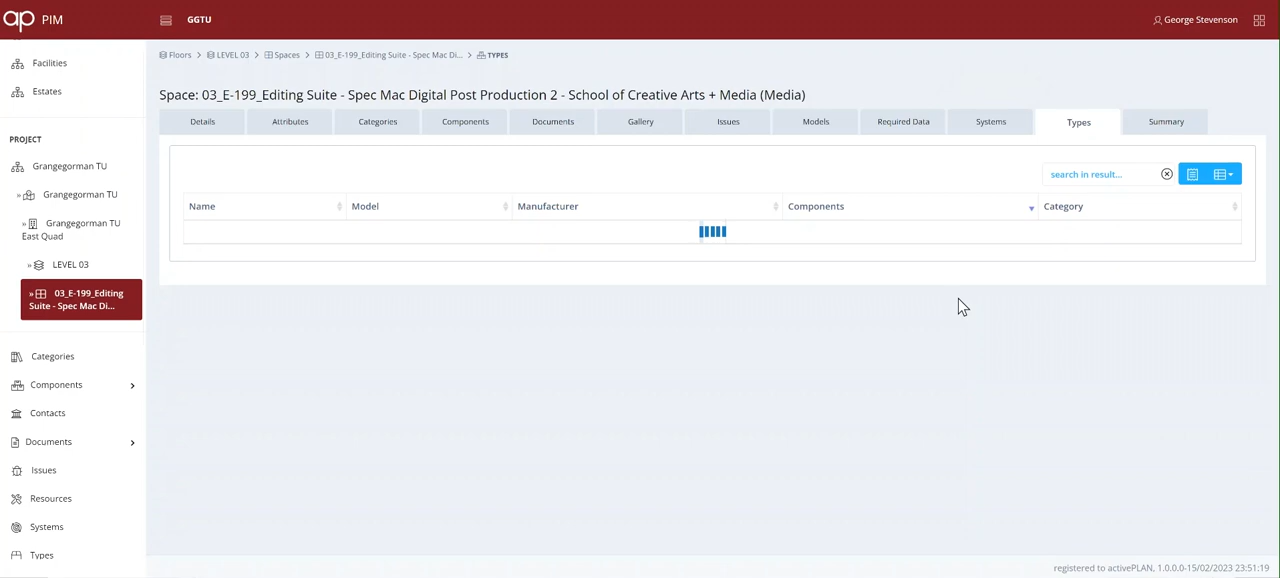 ap PIM
GGTU
George Stevenson
Facilities
Estates
PROJECT
Grangegorman TU
» Grangegorman TU
» Grangegorman TU
East Quad
» LEVEL 03
» 03_E-199_Editing
Suite - Spec Mac Di...
Categories
Components
Contacts
Documents
Issues
Resources
Systems
Types
Floors > LEVEL 03 > Spaces > 03_E-199_Editing Suite - Spec Mac Di... > TYPES
Space: 03_E-199_Editing Suite - Spec Mac Digital Post Production 2 - School of Creative Arts + Media (Media)
Details Attributes Categories Components Documents Gallery Issues Models Required Data Systems Types Summary
search in result...
Name Model Manufacturer Components Category
registered to activePLAN, 1.0.0.0-15/02/2023 23:51:19